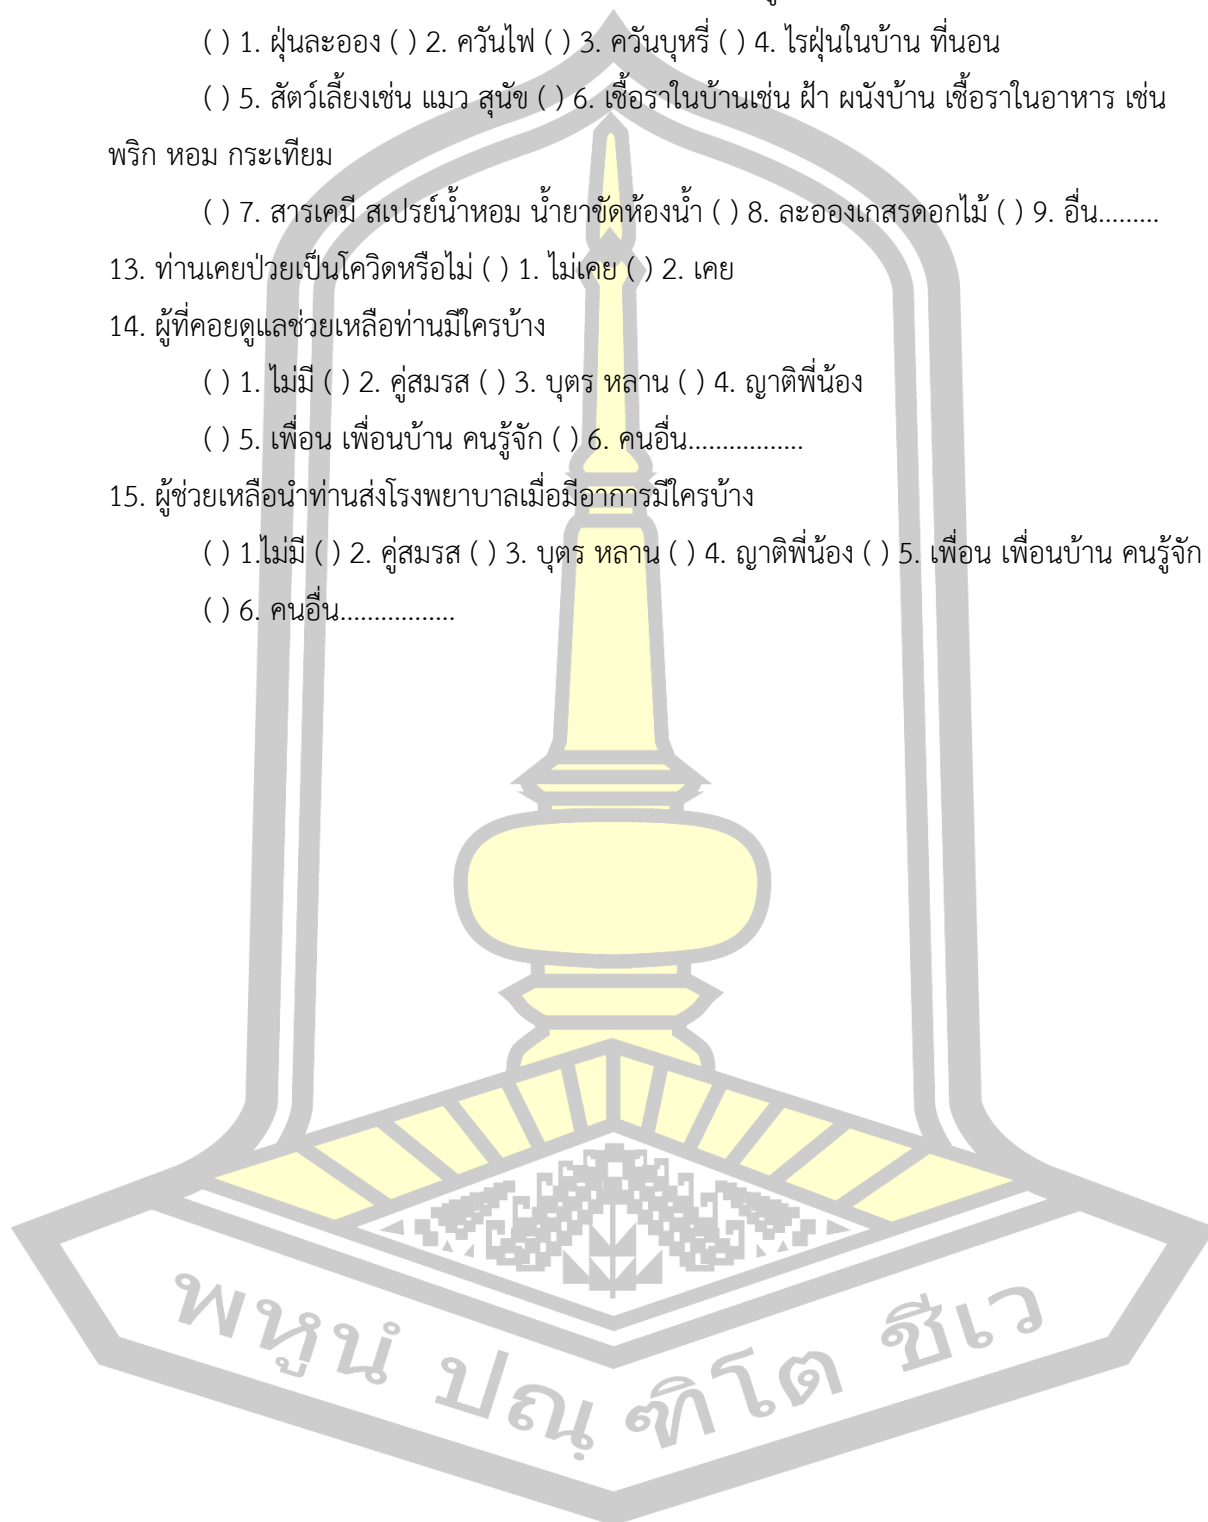 ( ) 1. ฝุ่นละออง ( ) 2. ควันไฟ ( ) 3. ควันบุหรี่ ( ) 4. ไรฝุ่นในบ้าน ที่นอน
( ) 5. สัตว์เลี้ยงเช่น แมว สุนัข ( ) 6. เชื้อราในบ้านเช่น ฝ้า ผนังบ้าน เชื้อราในอาหาร เช่น
พริก หอม กระเทียม
( ) 7. สารเคมี สเปรย์น้ำหอม น้ำยาขัดห้องน้ำ ( ) 8. ละอองเกสรดอกไม้ ( ) 9. อื่น.........
13. ท่านเคยป่วยเป็นโควิดหรือไม่ ( ) 1. ไม่เคย ( ) 2. เคย
14. ผู้ที่คอยดูแลช่วยเหลือท่านมีใครบ้าง
( ) 1. ไม่มี ( ) 2. คู่สมรส ( ) 3. บุตร หลาน ( ) 4. ญาติพี่น้อง
( ) 5. เพื่อน เพื่อนบ้าน คนรู้จัก ( ) 6. คนอื่น.................
15. ผู้ช่วยเหลือนำท่านส่งโรงพยาบาลเมื่อมีอาการมีใครบ้าง
( ) 1.ไม่มี ( ) 2. คู่สมรส ( ) 3. บุตร หลาน ( ) 4. ญาติพี่น้อง ( ) 5. เพื่อน เพื่อนบ้าน คนรู้จัก
( ) 6. คนอื่น.................
พหูนํ ปณฺฑิโต ชีเว